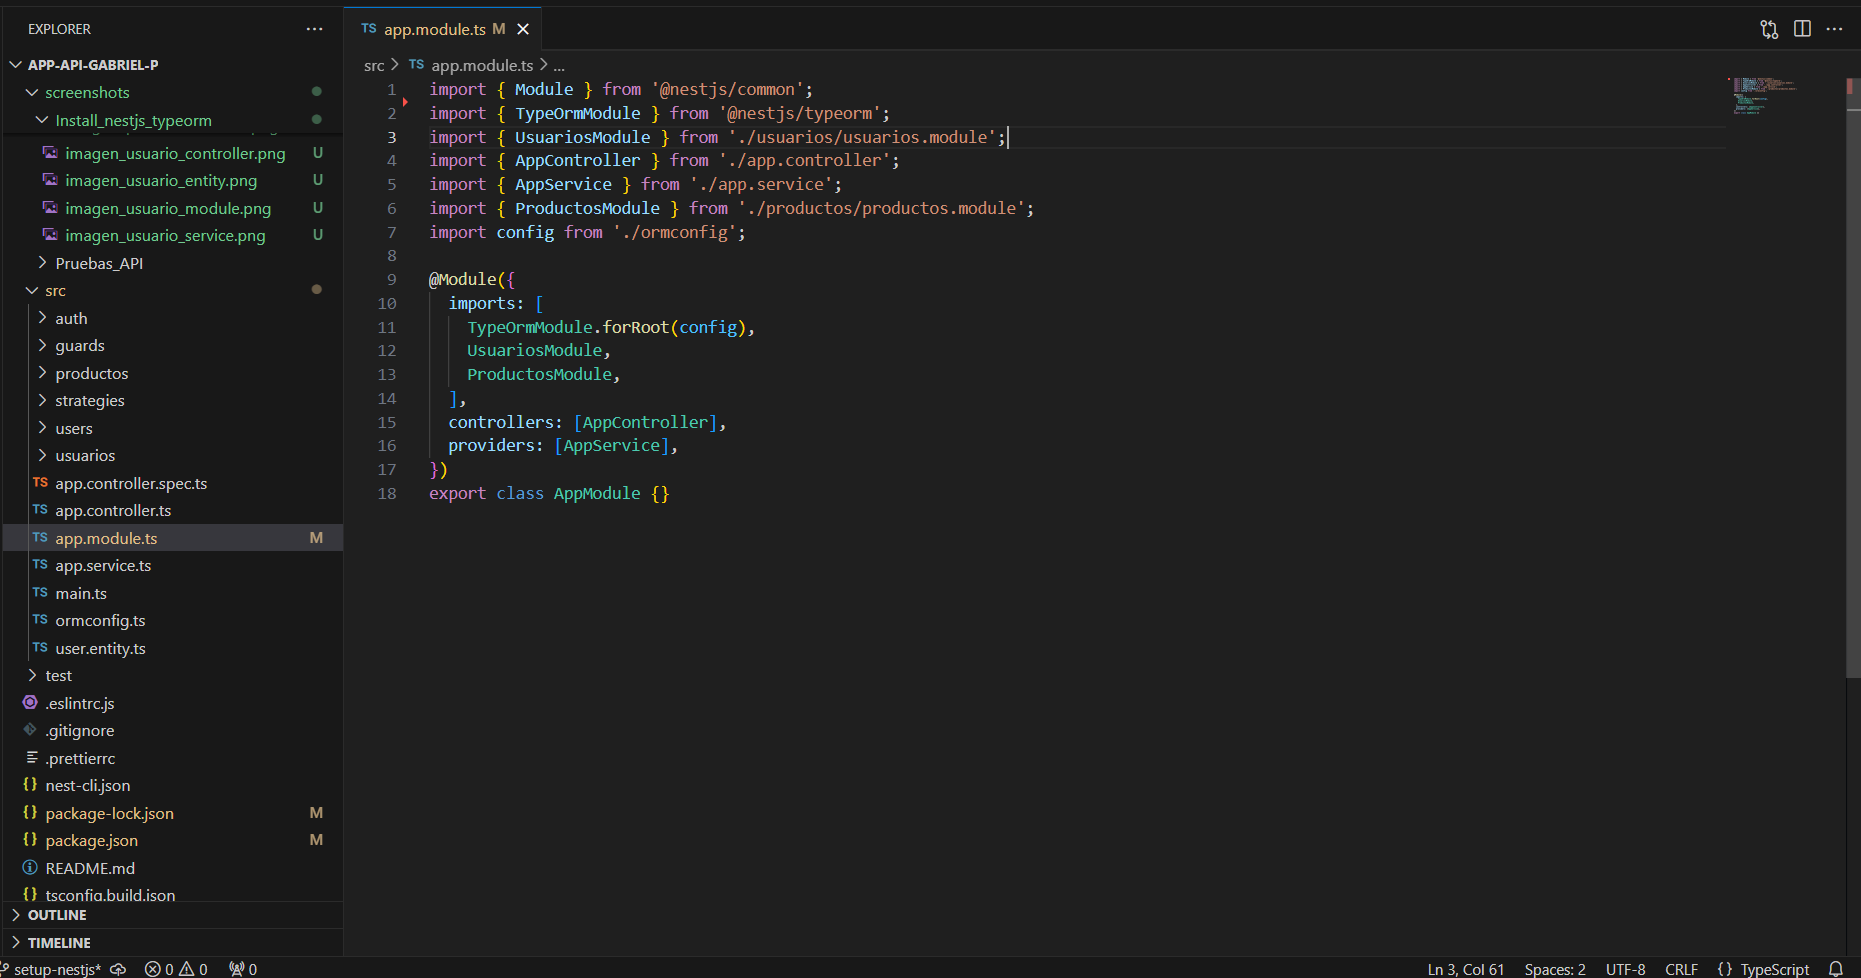 EXPLORER
APP-API-GABRIEL-P
screenshots
Install_nestjs_typeorm
imagen_usuario_controller.png U
imagen_usuario_entity.png U
imagen_usuario_module.png U
imagen_usuario_service.png U
Pruebas_API
src
auth
guards
productos
strategies
users
usuarios
TS app.controller.spec.ts
TS app.controller.ts
TS app.module.ts M
TS app.service.ts
TS main.ts
TS ormconfig.ts
TS user.entity.ts
test
.eslintrc.js
.gitignore
.prettierrc
{} nest-cli.json
{} package-lock.json M
{} package.json M
README.md
{} tsconfig.build.json
OUTLINE
TIMELINE
TS app.module.ts M
src > TS app.module.ts > ...
1 import { Module } from '@nestjs/common';
2 import { TypeOrmModule } from '@nestjs/typeorm';
3 import { UsuariosModule } from './usuarios/usuarios.module';
4 import { AppController } from './app.controller';
5 import { AppService } from './app.service';
6 import { ProductosModule } from './productos/productos.module';
7 import config from './ormconfig';
8
9 @Module({
10 imports: [
11 TypeOrmModule.forRoot(config),
12 UsuariosModule,
13 ProductosModule,
14 ],
15 controllers: [AppController],
16 providers: [AppService],
17 })
18 export class AppModule {}
setup-nestjs* 0 0 0 Ln 3, Col 61 Spaces: 2 UTF-8 CRLF {} TypeScript